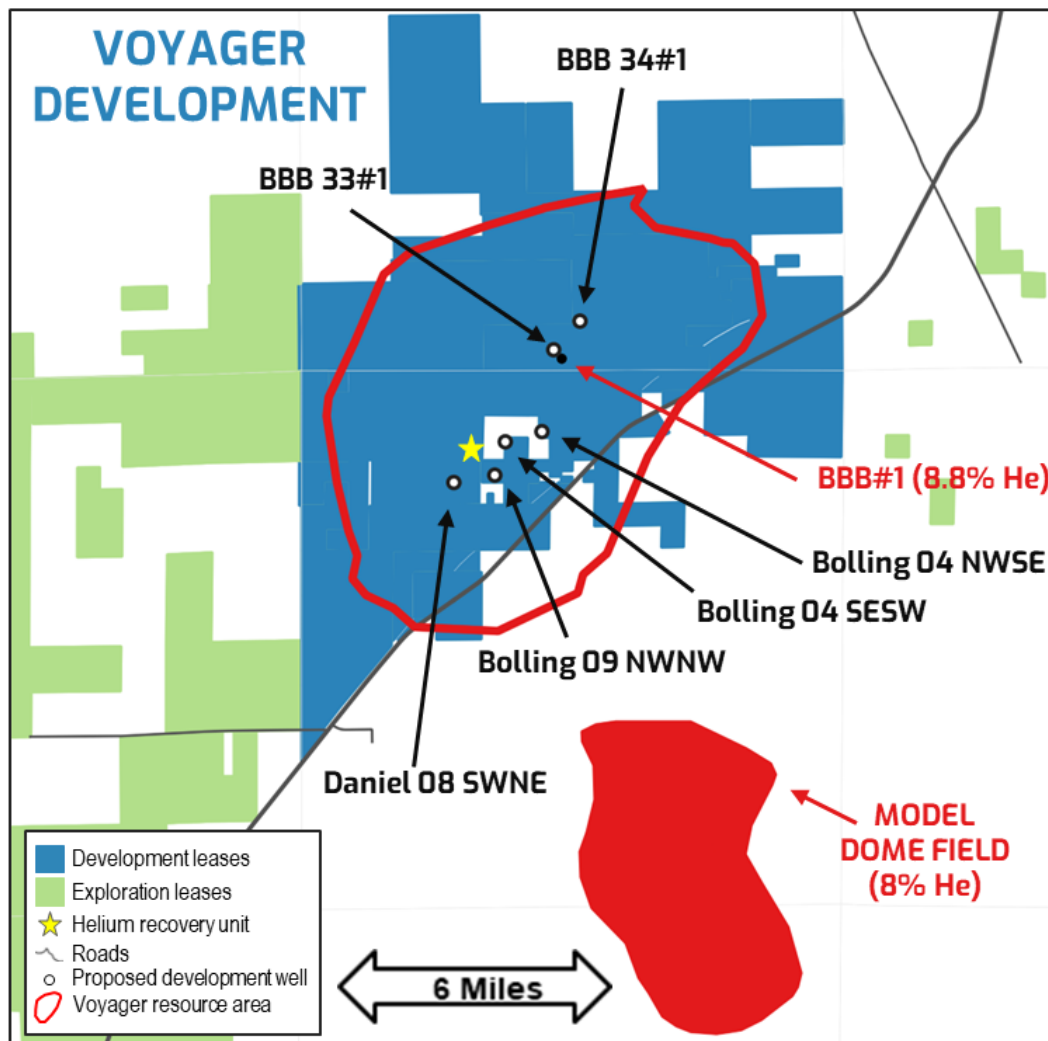 VOYAGER
DEVELOPMENT
BBB 34#1
BBB 33#1
BBB#1 (8.8% He)
Bolling 04 NWSE
Bolling 04 SESW
Bolling 09 NWNW
Daniel 08 SWNE
MODEL
DOME FIELD
(8% He)
Development leases
Exploration leases
Helium recovery unit
Roads
Proposed development well
Voyager resource area
6 Miles